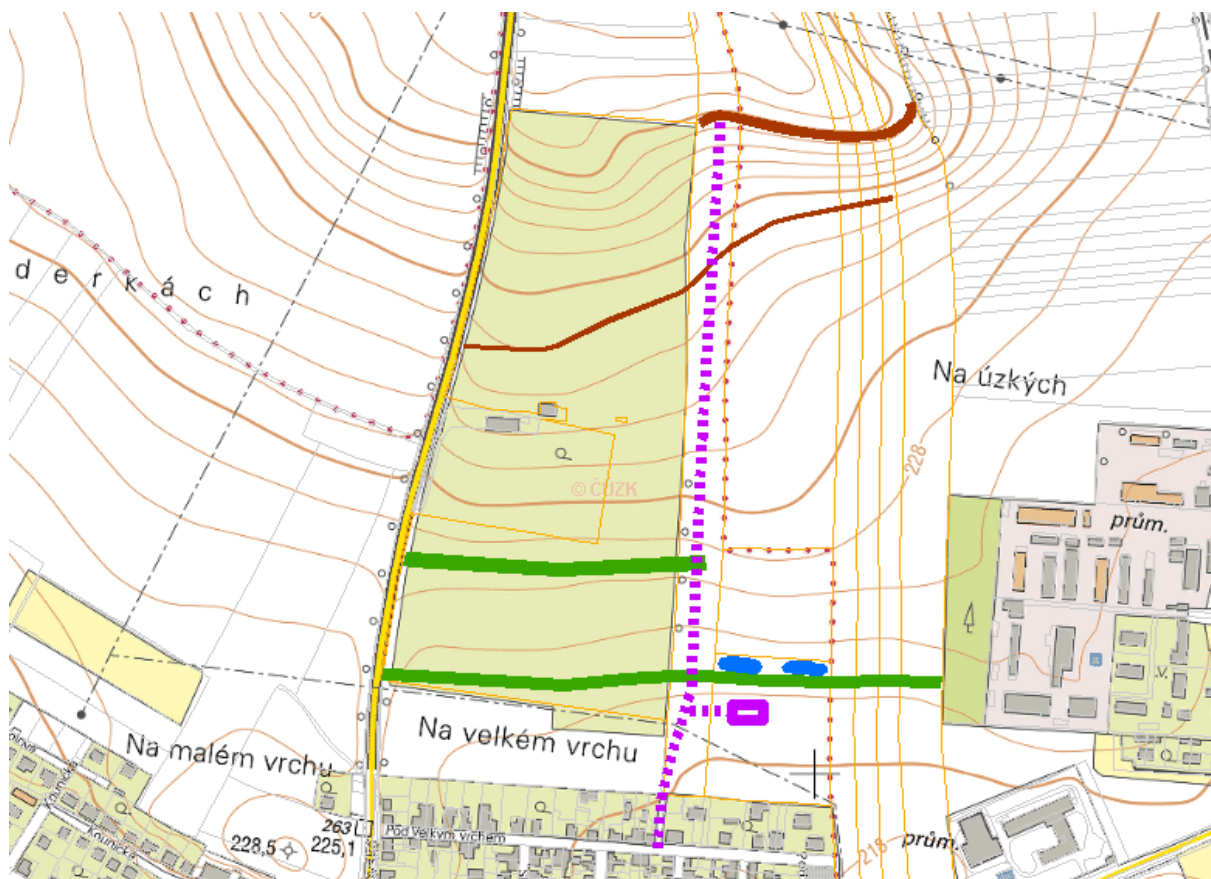 d e r k á c h
Na úzkých
228
© ČÚZK
prům.
v.
Na velkém vrchu
Na malém vrchu
Kounická
263
Pod Velkým vrchem
228,5
225,1
218
prům.